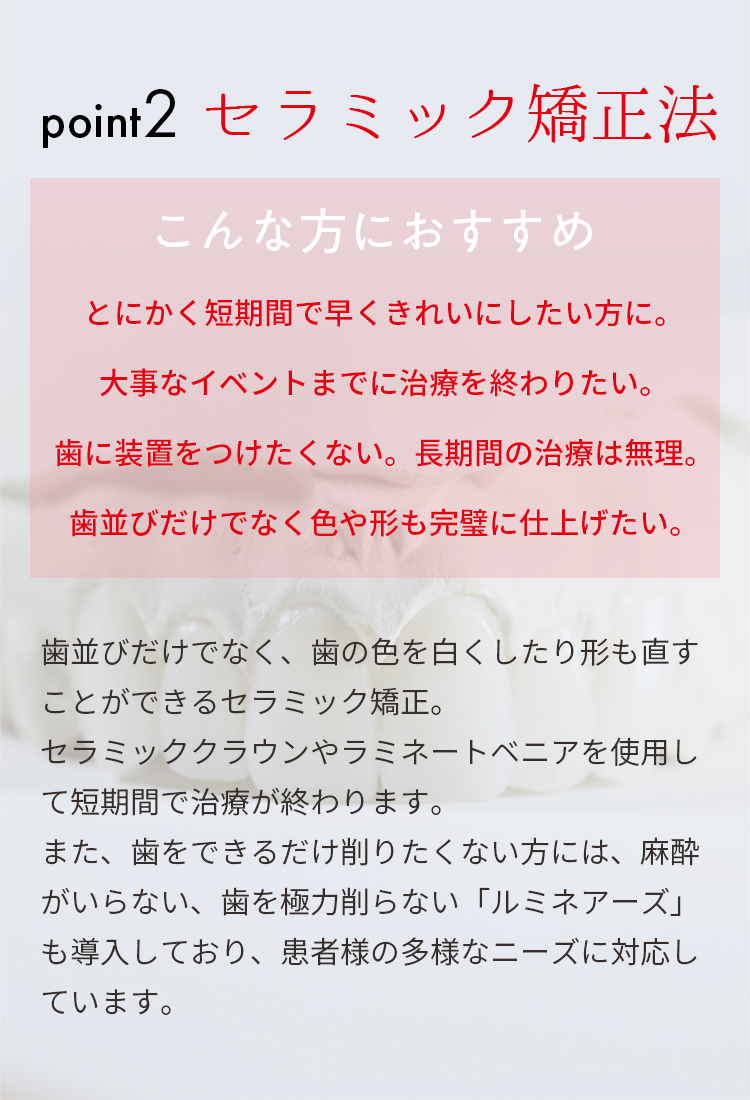 point2 セラミック矯正法
こんな方におすすめ
とにかく短期間で早くきれいにしたい方に。
大事なイベントまでに治療を終わりたい。
歯に装置をつけたくない。長期間の治療は無理。
歯並びだけでなく色や形も完璧に仕上げたい。
歯並びだけでなく、歯の色を白くしたり形も直す
ことができるセラミック矯正。
セラミッククラウンやラミネートベニアを使用し
て短期間で治療が終わります。
また、歯をできるだけ削りたくない方には、麻酔
がいらない、歯を極力削らない「ルミネアーズ」
も導入しており、患者様の多様なニーズに対応し
ています。